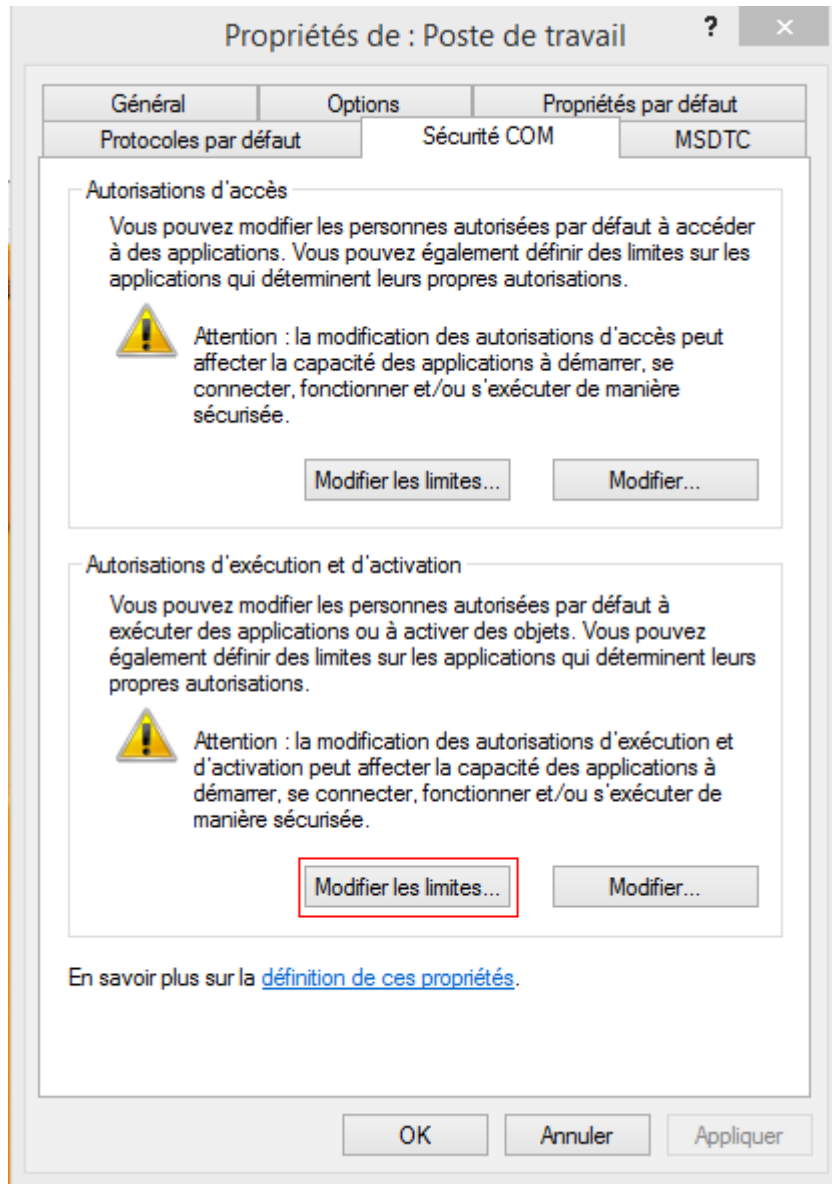 Propriétés de : Poste de travail ? ×
Général Options Propriétés par défaut
Protocoles par défaut Sécurité COM MSDTC
Autorisations d'accès
Vous pouvez modifier les personnes autorisées par défaut à accéder
à des applications. Vous pouvez également définir des limites sur les
applications qui déterminent leurs propres autorisations.
Attention : la modification des autorisations d'accès peut
affecter la capacité des applications à démarrer, se
connecter, fonctionner et/ou s'exécuter de manière
sécurisée.
Modifier les limites... Modifier...
Autorisations d'exécution et d'activation
Vous pouvez modifier les personnes autorisées par défaut à
exécuter des applications ou à activer des objets. Vous pouvez
également définir des limites sur les applications qui déterminent leurs
propres autorisations.
Attention : la modification des autorisations d'exécution et
d'activation peut affecter la capacité des applications à
démarrer, se connecter, fonctionner et/ou s'exécuter de
manière sécurisée.
Modifier les limites... Modifier...
En savoir plus sur la définition de ces propriétés.
OK Annuler Appliquer